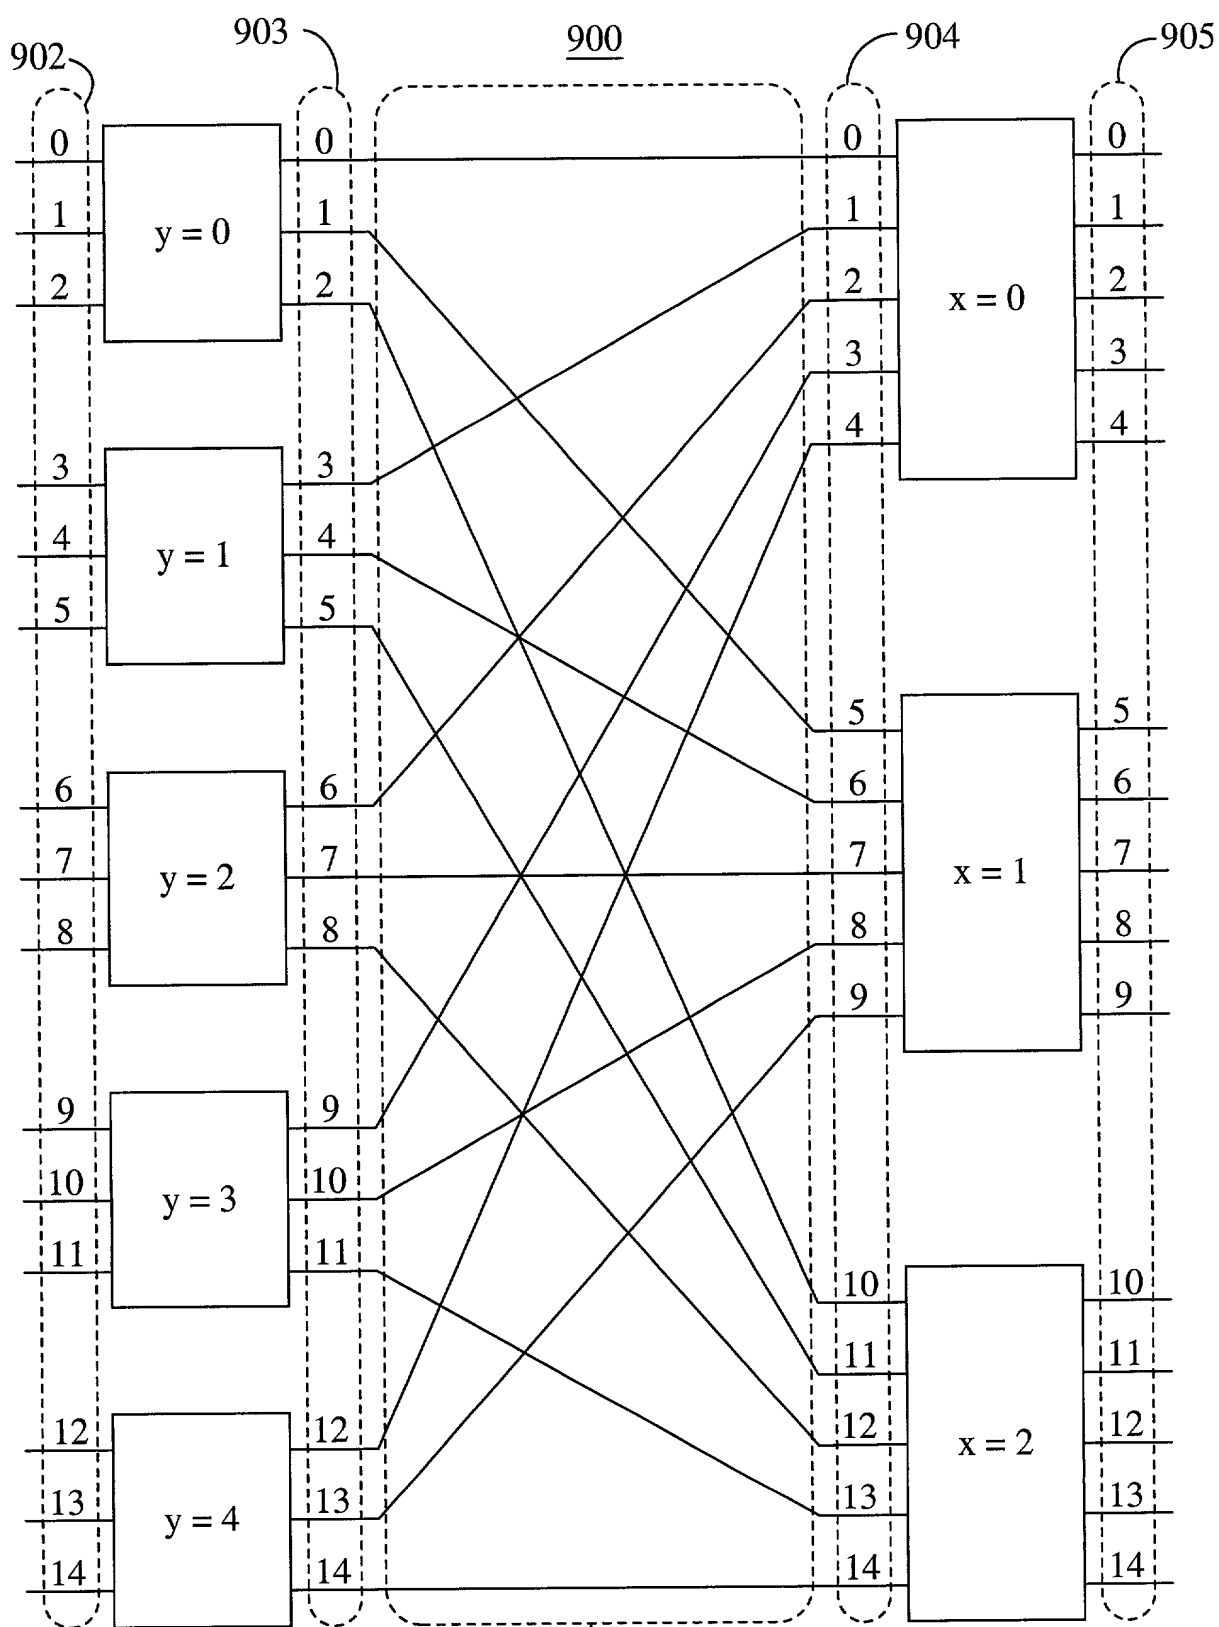 902
903
900
904
905
0 0 0 0
1 1 1 1
y = 0
2 2 2 2
x = 0
3 3
4 4
3 3
4 4
y = 1
5 5
5 5
6 6
6 6
7 7 7 7
y = 2
x = 1
8 8 8 8
9 9
9 9
10 10
y = 3
11 11
10 10
11 11
12 12 12 12
x = 2
13 13 13 13
y = 4
14 14 14 14